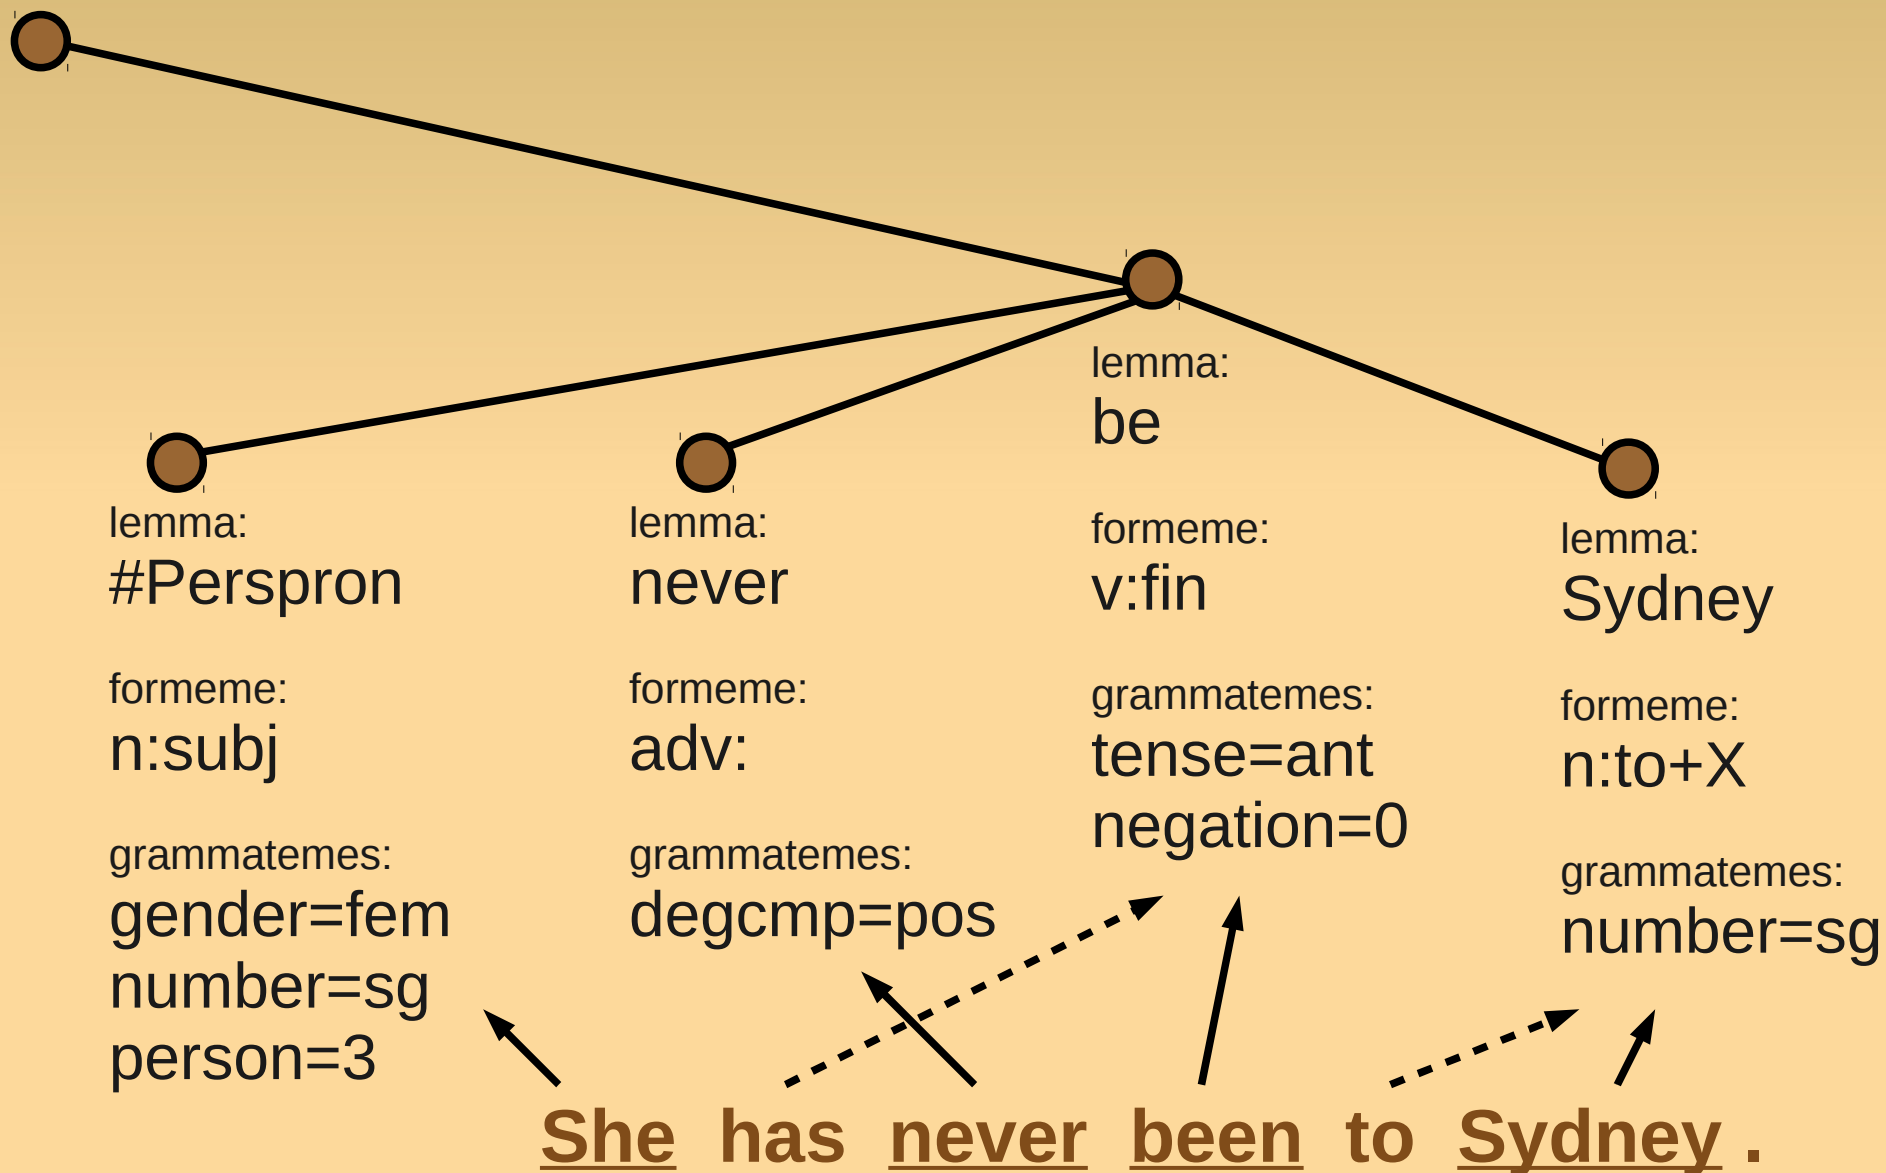 lemma:
#Perspron
formeme:
n:subj
grammatemes:
gender=fem
number=sg
person=3
lemma:
never
formeme:
adv:
grammatemes:
degcmp=pos
lemma:
be
formeme:
v:fin
grammatemes:
tense=ant
negation=0
lemma:
Sydney
formeme:
n:to+X
grammatemes:
number=sg
She has never been to Sydney .